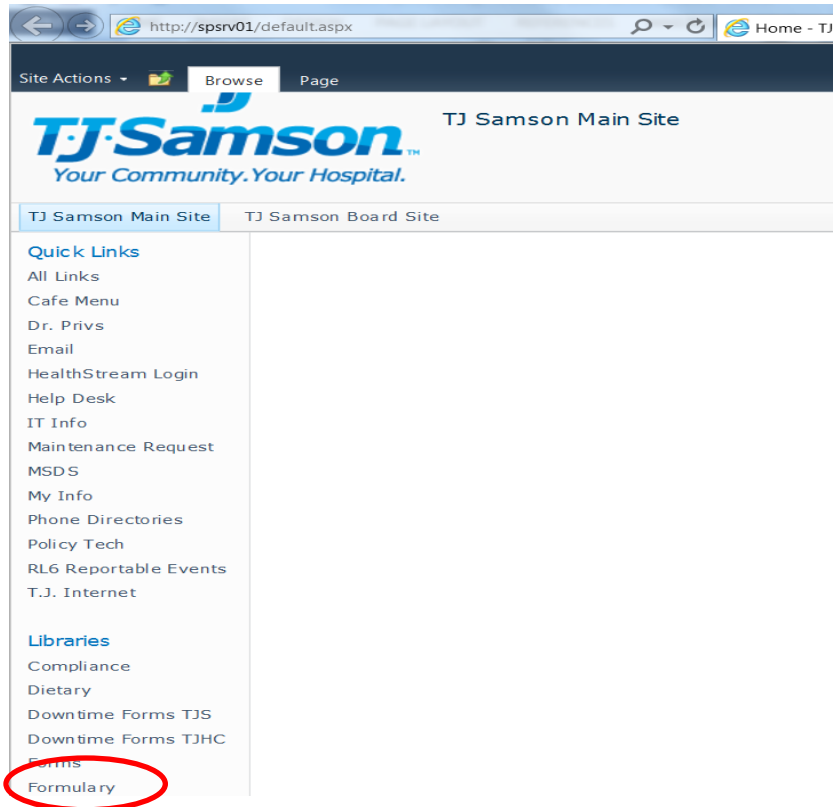 http://spsrv01/default.aspx
Home - TJ
Site Actions
Browse
Page
T·J·Samson™
Your Community. Your Hospital.
TJ Samson Main Site
TJ Samson Main Site
TJ Samson Board Site
Quick Links
All Links
Cafe Menu
Dr. Privs
Email
HealthStream Login
Help Desk
IT Info
Maintenance Request
MSDS
My Info
Phone Directories
Policy Tech
RL6 Reportable Events
T.J. Internet
Libraries
Compliance
Dietary
Downtime Forms TJS
Downtime Forms TJHC
Forms
Formulary